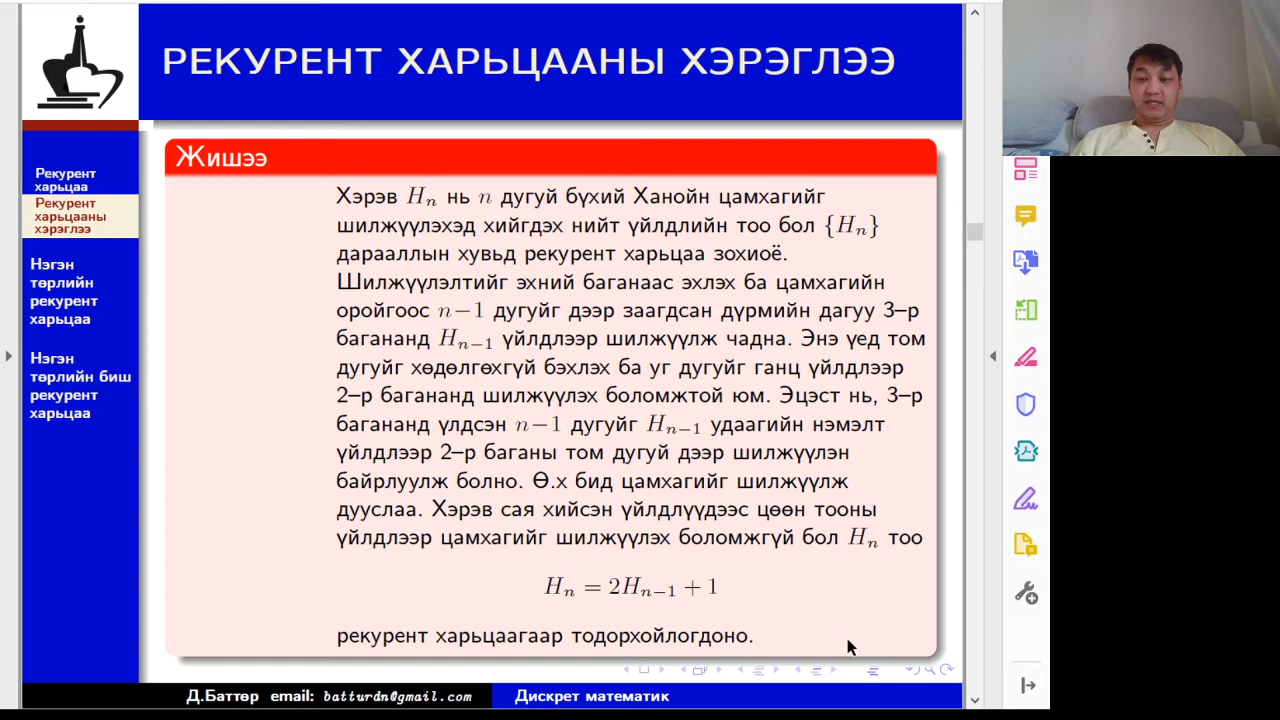 РЕКУРЕНТ ХАРЬЦААНЫ ХЭРЭГЛЭЭ
Рекурент
харьцаа
Рекурент
харьцааны
хэрэглээ
Нэгэн
төрлийн
рекурент
харьцаа
Нэгэн
төрлийн биш
рекурент
харьцаа
Жишээ
Хэрэв Hₙ нь n дугуй бүхий Ханойн цамхагийг
шилжүүлэхэд хийгдэх нийт үйлдлийн тоо бол {Hₙ}
дарааллын хувьд рекурент харьцаа зохиоё.
Шилжүүлэлтийг эхний баганаас эхлэх ба цамхагийн
оройгоос n−1 дугуйг дээр заагдсан дүрмийн дагуу 3–р
багананд Hₙ₋₁ үйлдлээр шилжүүлж чадна. Энэ үед том
дугуйг хөдөлгөхгүй бэхлэх ба уг дугуйг ганц үйлдлээр
2–р багананд шилжүүлэх боломжтой юм. Эцэст нь, 3–р
багананд үлдсэн n−1 дугуйг Hₙ₋₁ удаагийн нэмэлт
үйлдлээр 2–р баганы том дугуй дээр шилжүүлэн
байрлуулж болно. Ө.х бид цамхагийг шилжүүлж
дууслаа. Хэрэв сая хийсэн үйлдлүүдээс цөөн тооны
үйлдлээр цамхагийг шилжүүлэх боломжгүй бол Hₙ тоо
Hₙ = 2Hₙ₋₁ + 1
рекурент харьцаагаар тодорхойлогдоно.
Д.Баттөр email: batturdn@gmail.com Дискрет математик